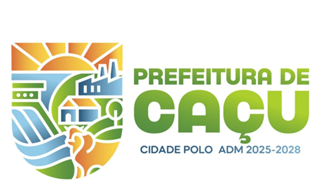 PREFEITURA DE
CAÇU
CIDADE POLO ADM 2025-2028